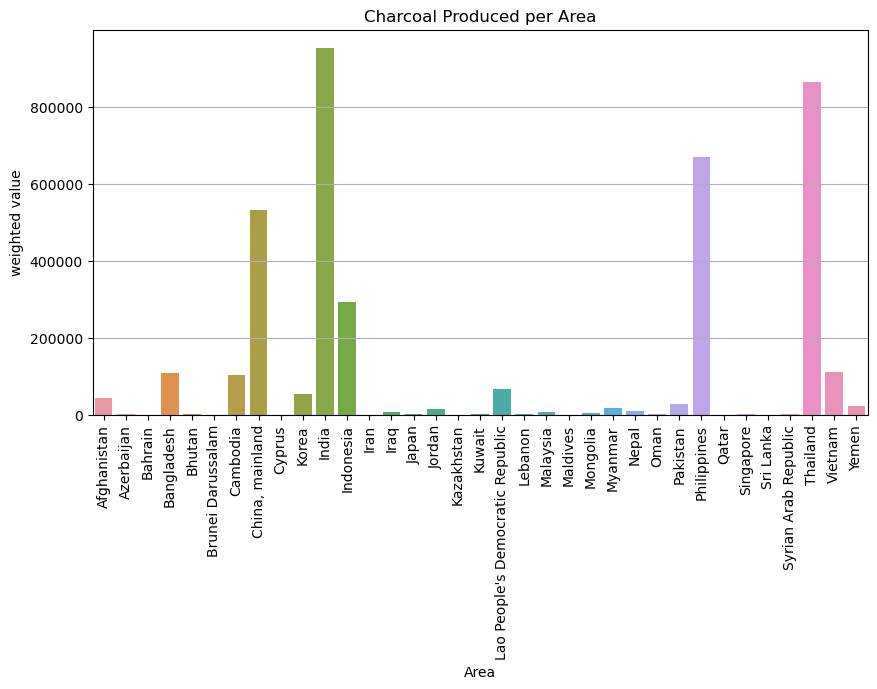 Charcoal Produced per Area
weighted value
800000
600000
400000
200000
0
Afghanistan
Azerbaijan
Bahrain
Bangladesh
Bhutan
Brunei Darussalam
Cambodia
China, mainland
Cyprus
Korea
India
Indonesia
Iran
Iraq
Japan
Jordan
Kazakhstan
Kuwait
Lao People's Democratic Republic
Lebanon
Malaysia
Maldives
Mongolia
Myanmar
Nepal
Oman
Pakistan
Philippines
Qatar
Singapore
Sri Lanka
Syrian Arab Republic
Thailand
Vietnam
Yemen
Area